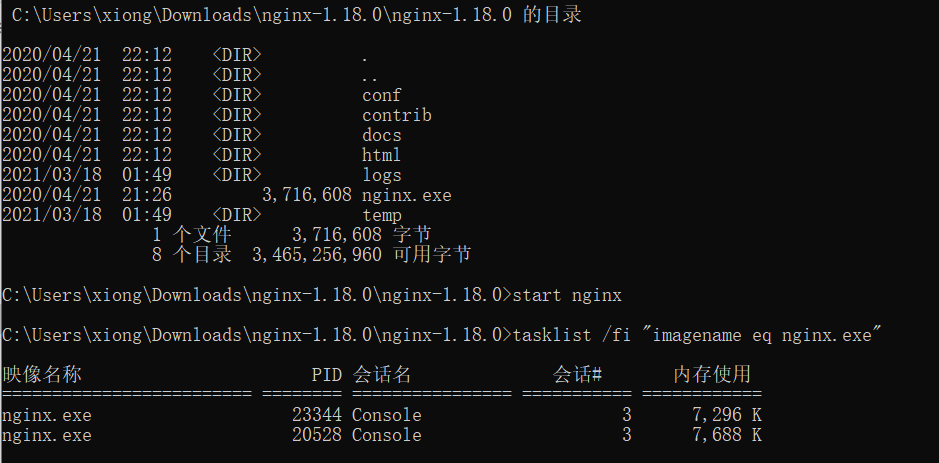 C:\Users\xiong\Downloads\nginx-1.18.0\nginx-1.18.0 的目录
2020/04/21  22:12    <DIR>          .
2020/04/21  22:12    <DIR>          ..
2020/04/21  22:12    <DIR>          conf
2020/04/21  22:12    <DIR>          contrib
2020/04/21  22:12    <DIR>          docs
2020/04/21  22:12    <DIR>          html
2021/03/18  01:49    <DIR>          logs
2020/04/21  21:26         3,716,608 nginx.exe
2021/03/18  01:49    <DIR>          temp
1 个文件      3,716,608 字节
8 个目录  3,465,256,960 可用字节
C:\Users\xiong\Downloads\nginx-1.18.0\nginx-1.18.0>start nginx
C:\Users\xiong\Downloads\nginx-1.18.0\nginx-1.18.0>tasklist /fi "imagename eq nginx.exe"
映像名称                       PID 会话名              会话#       内存使用
========================= ======== ================ =========== ============
nginx.exe                    23344 Console                    3      7,296 K
nginx.exe                    20528 Console                    3      7,688 K